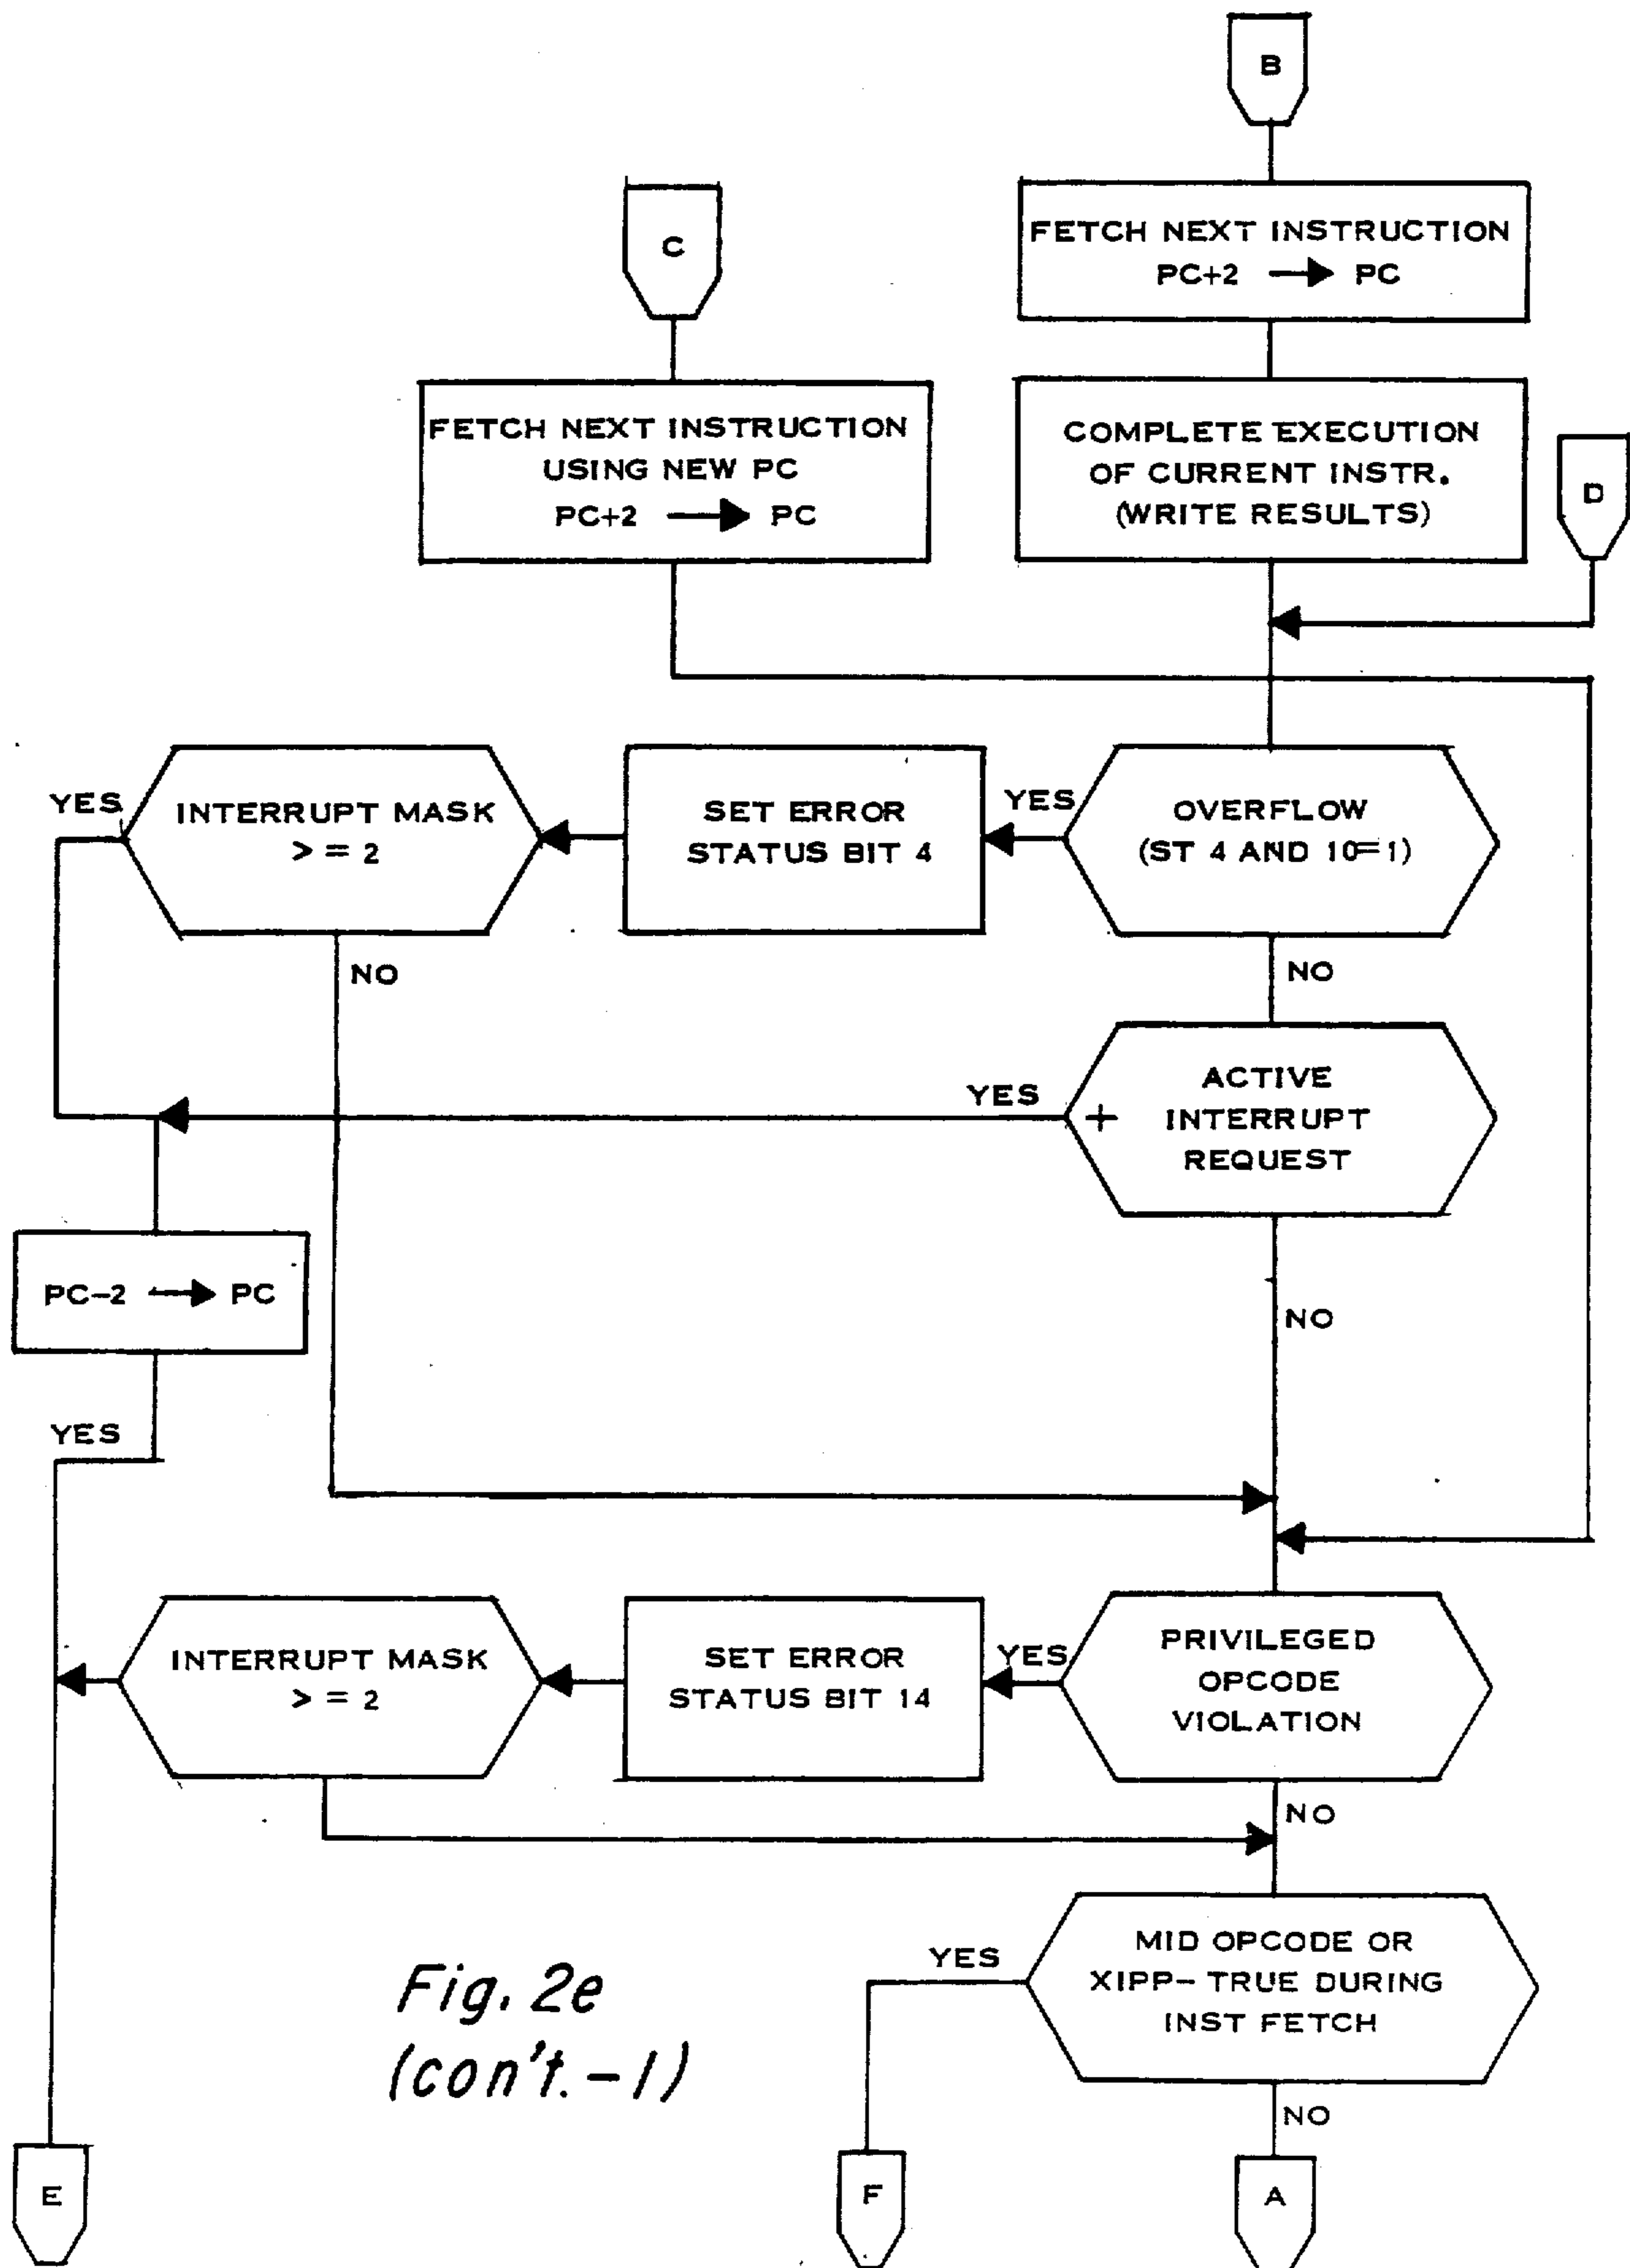 B
FETCH NEXT INSTRUCTION
PC+2 → PC
C
FETCH NEXT INSTRUCTION
USING NEW PC
PC+2 → PC
COMPLETE EXECUTION
OF CURRENT INSTR.
(WRITE RESULTS)
D
YES
INTERRUPT MASK
> = 2
NO
SET ERROR
STATUS BIT 4
YES
OVERFLOW
(ST 4 AND 10=1)
NO
YES
+
ACTIVE
INTERRUPT
REQUEST
NO
PC-2 → PC
YES
INTERRUPT MASK
> = 2
SET ERROR
STATUS BIT 14
YES
PRIVILEGED
OPCODE
VIOLATION
NO
YES
MID OPCODE OR
XIPP- TRUE DURING
INST FETCH
NO
Fig. 2e
(con't. -1)
E
F
A